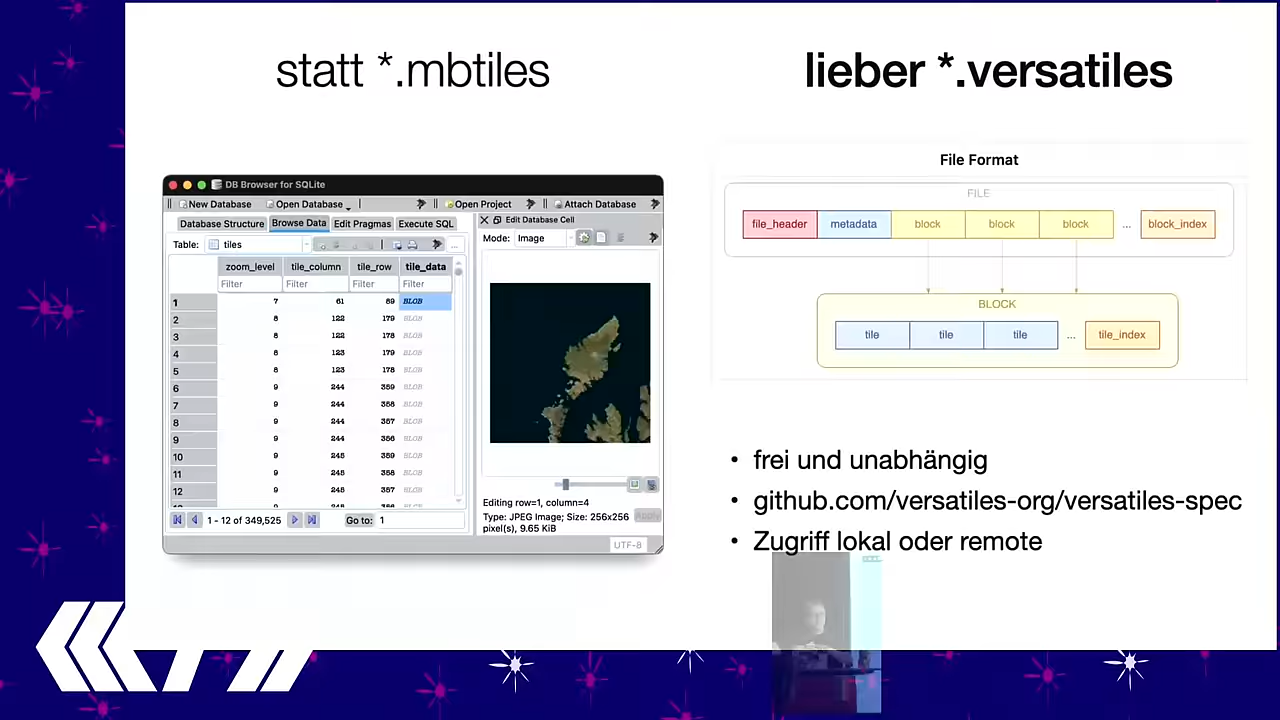 statt *.mbtiles
lieber *.versatiles
DB Browser for SQLite
New Database Open Database Open Project Attach Database
Database Structure Browse Data Edit Pragmas Execute SQL
Table: tiles
zoom_level tile_column tile_row tile_data
Filter Filter Filter Filter
1 7 61 89 BLOB
2 8 122 179 BLOB
3 8 122 178 BLOB
4 8 123 179 BLOB
5 8 123 178 BLOB
6 9 244 359 BLOB
7 9 244 358 BLOB
8 9 244 357 BLOB
9 9 244 356 BLOB
10 9 245 359 BLOB
11 9 245 358 BLOB
12 9 245 357 BLOB
1 - 12 of 349,525 Go to: 1
Edit Database Cell
Mode: Image
Editing row=1, column=4
Type: JPEG Image; Size: 256x256
pixel(s), 9.65 KiB
Apply
UTF-8
File Format
FILE
file_header metadata block block block ... block_index
BLOCK
tile tile tile ... tile_index
• frei und unabhängig
• github.com/versatiles-org/versatiles-spec
• Zugriff lokal oder remote